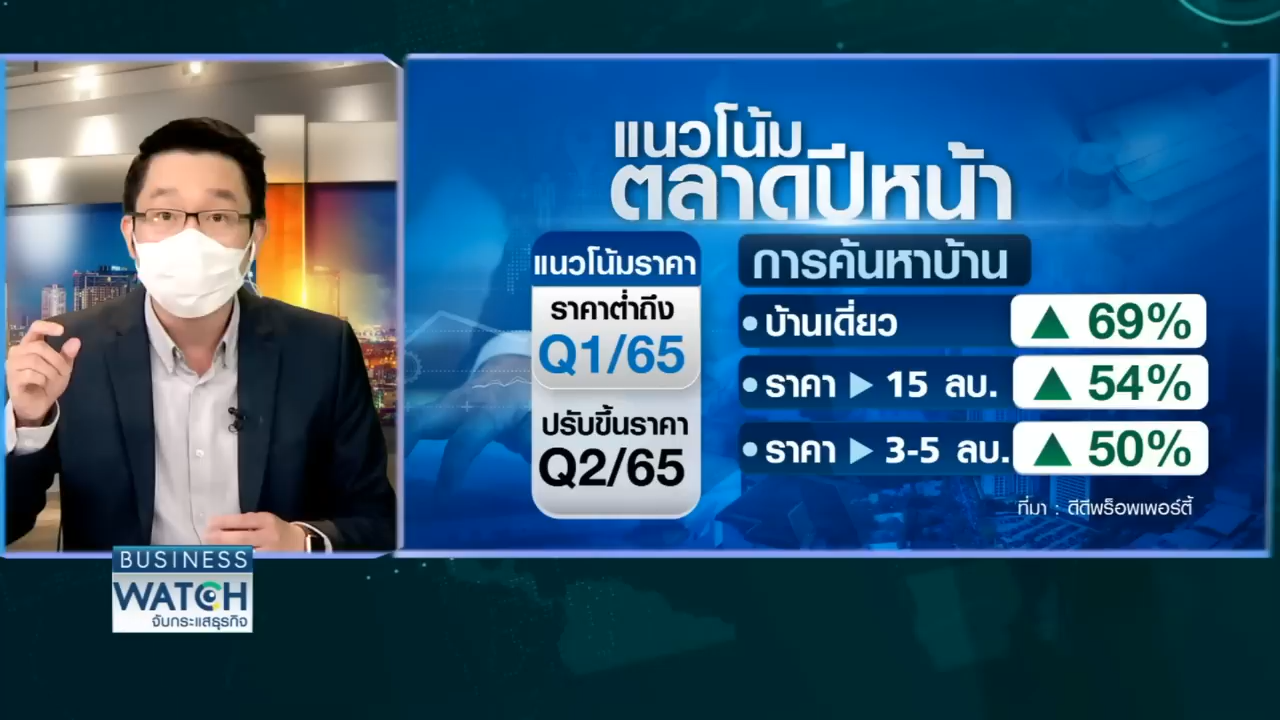 แนวโน้ม
ตลาดปีหน้า
แนวโน้มราคา
ราคาต่ำถึง
Q1/65
ปรับขึ้นราคา
Q2/65
การค้นหาบ้าน
• บ้านเดี่ยว ▲ 69%
• ราคา ▶ 15 ลบ. ▲ 54%
• ราคา ▶ 3-5 ลบ. ▲ 50%
ที่มา : ดีดีพร็อพเพอร์ตี้
BUSINESS
WATCH
จับกระแสธุรกิจ